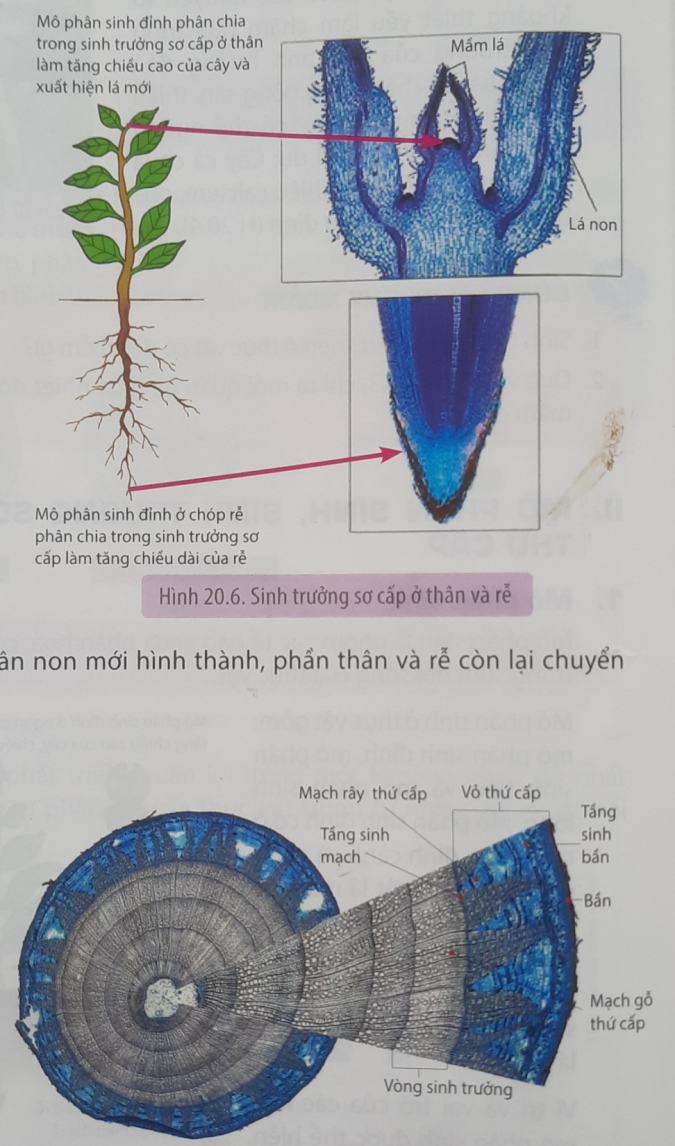 Mô phân sinh đỉnh phân chia
trong sinh trưởng sơ cấp ở thân
làm tăng chiều cao của cây và
xuất hiện lá mới
Mầm lá
Lá non
Mô phân sinh đỉnh ở chóp rễ
phân chia trong sinh trưởng sơ
cấp làm tăng chiều dài của rễ
Hình 20.6. Sinh trưởng sơ cấp ở thân và rễ
ân non mới hình thành, phần thân và rễ còn lại chuyển
Mạch rây thứ cấp
Vỏ thứ cấp
Tầng sinh
mạch
Tầng
sinh
bần
Bần
Mạch gỗ
thứ cấp
Vòng sinh trưởng